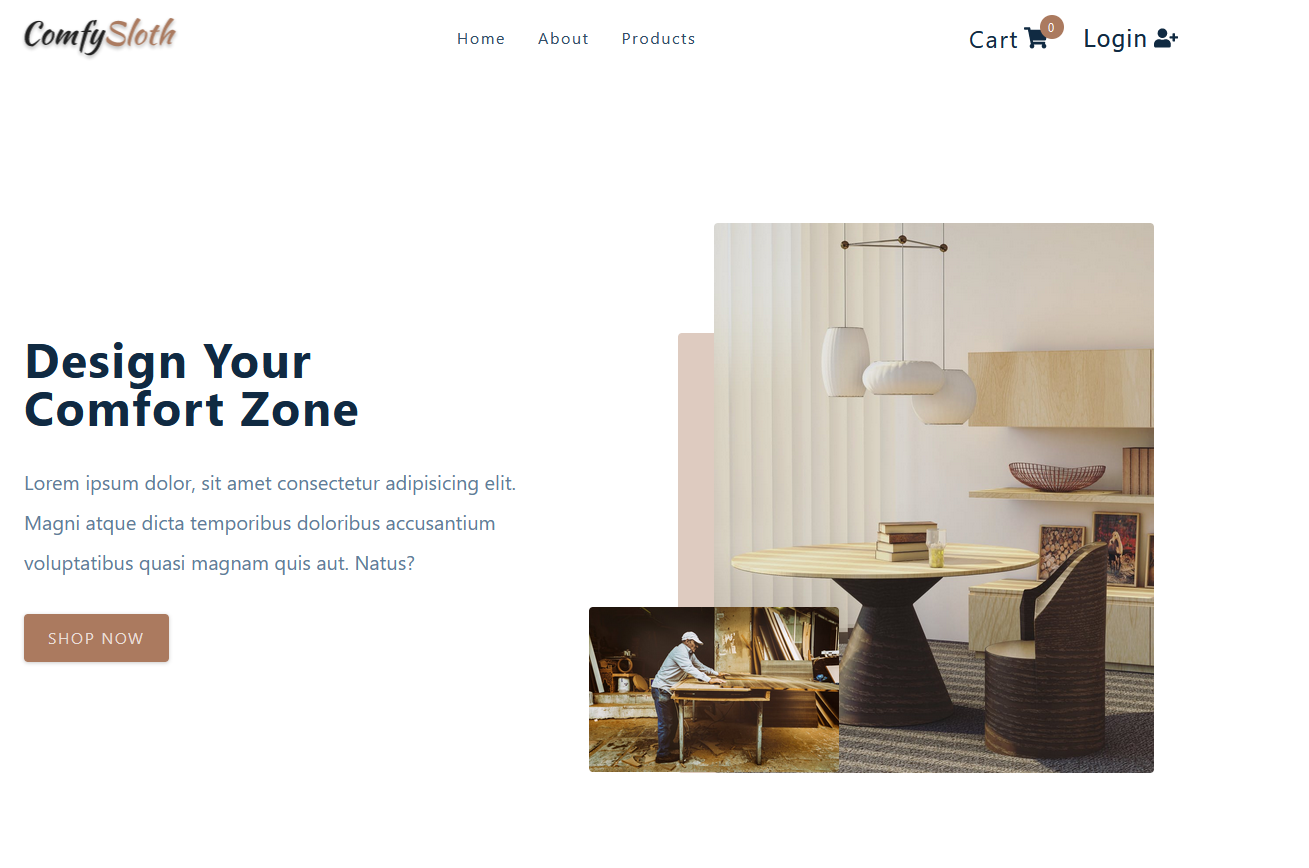 ComfySloth
Home About Products
Cart 0 Login
Design Your
Comfort Zone
Lorem ipsum dolor, sit amet consectetur adipisicing elit.
Magni atque dicta temporibus doloribus accusantium
voluptatibus quasi magnam quis aut. Natus?
SHOP NOW